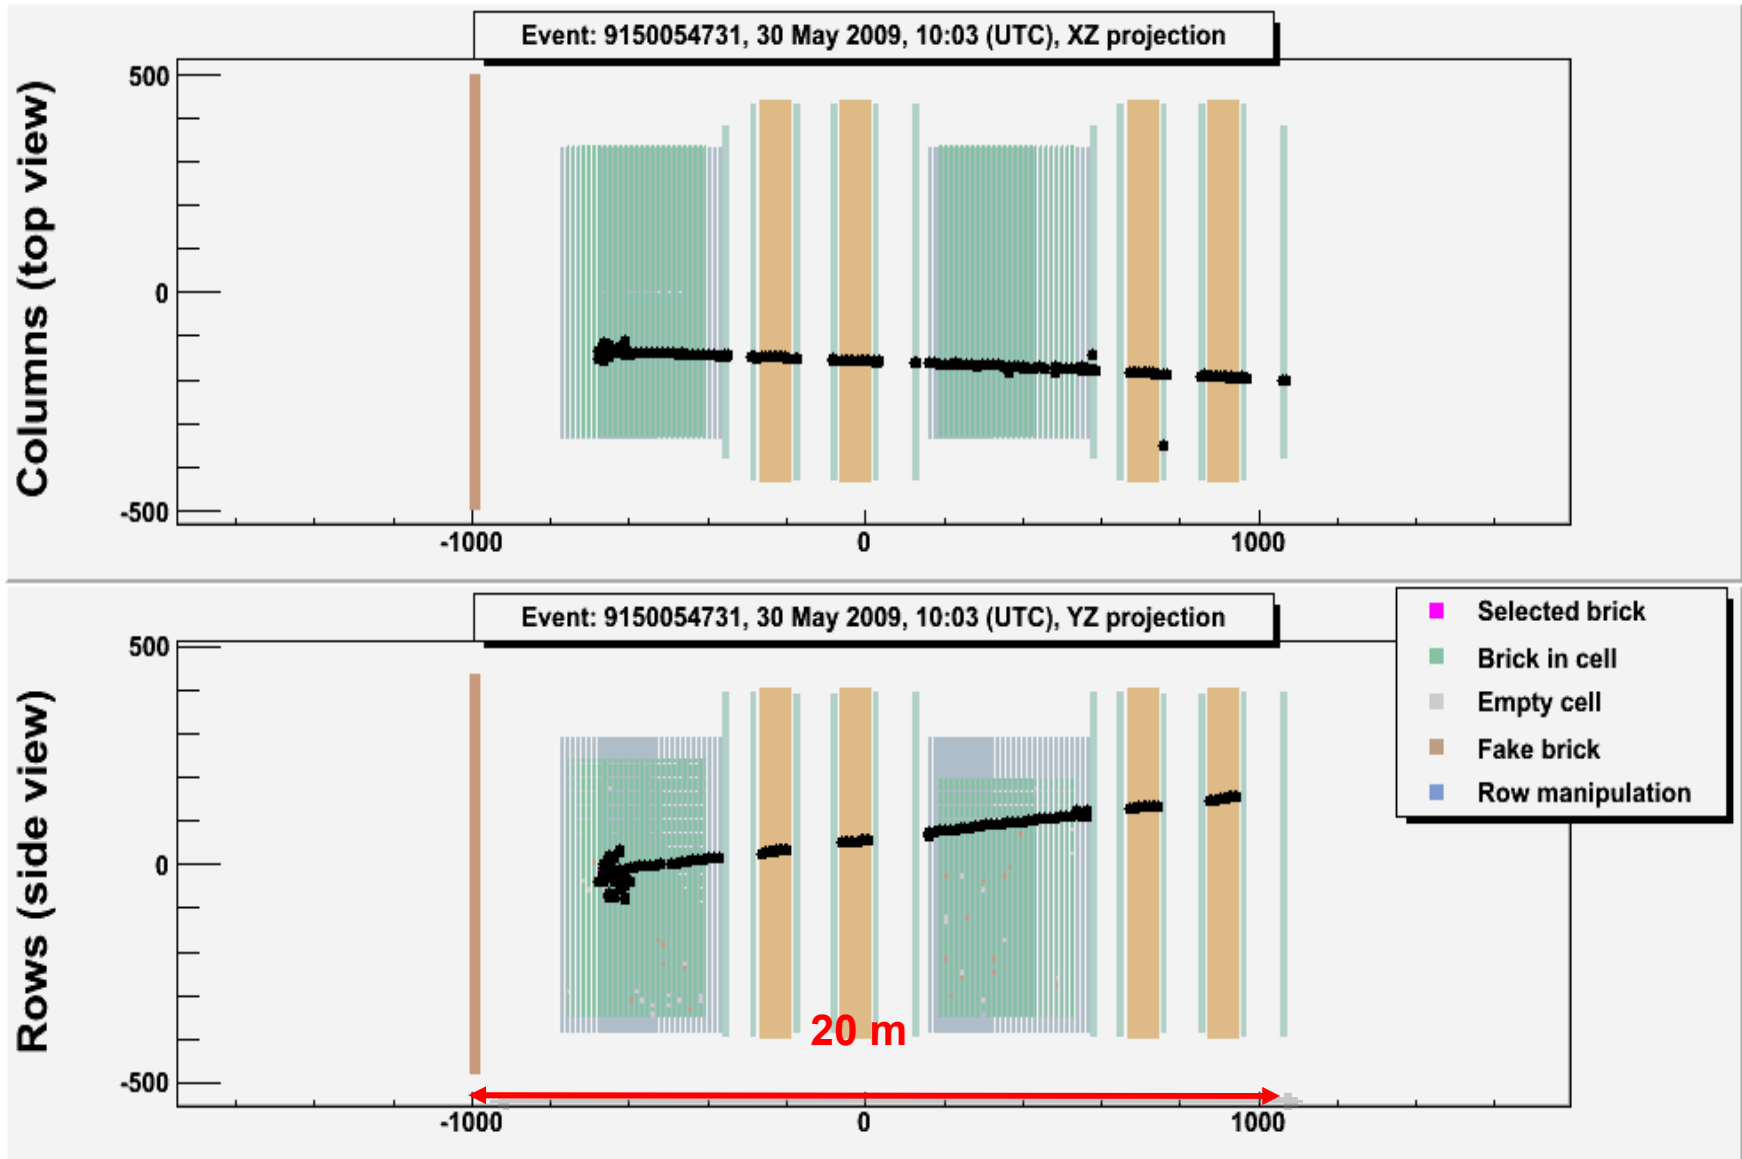 Event: 9150054731, 30 May 2009, 10:03 (UTC), XZ projection
Columns (top view)
500
0
-500
-1000
0
1000
Event: 9150054731, 30 May 2009, 10:03 (UTC), YZ projection
Rows (side view)
500
0
-500
Selected brick
Brick in cell
Empty cell
Fake brick
Row manipulation
20 m
-1000
0
1000